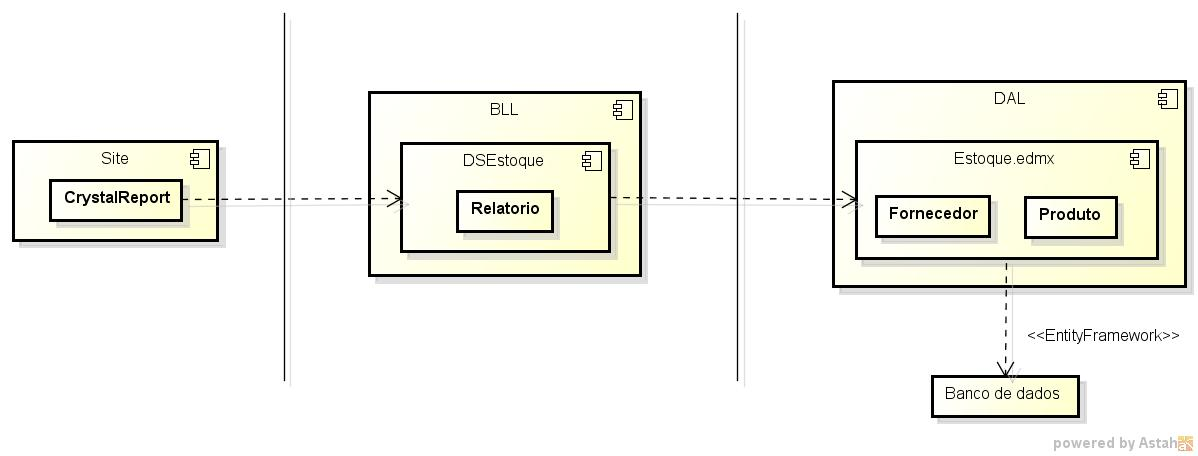 Site
CrystalReport
BLL
DSEstoque
Relatorio
DAL
Estoque.edmx
Fornecedor
Produto
<<EntityFramework>>
Banco de dados
powered by Astah